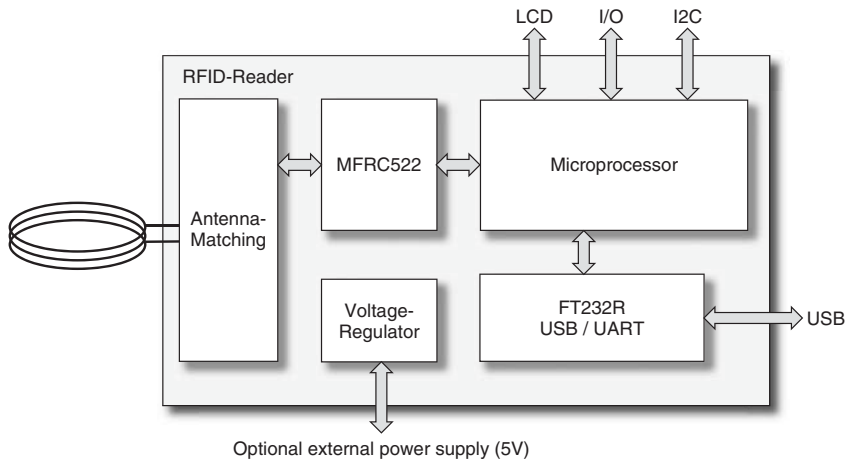 LCD I/O I2C
RFID-Reader
MFRC522
Microprocessor
Antenna-
Matching
Voltage-
Regulator
FT232R
USB / UART
USB
Optional external power supply (5V)